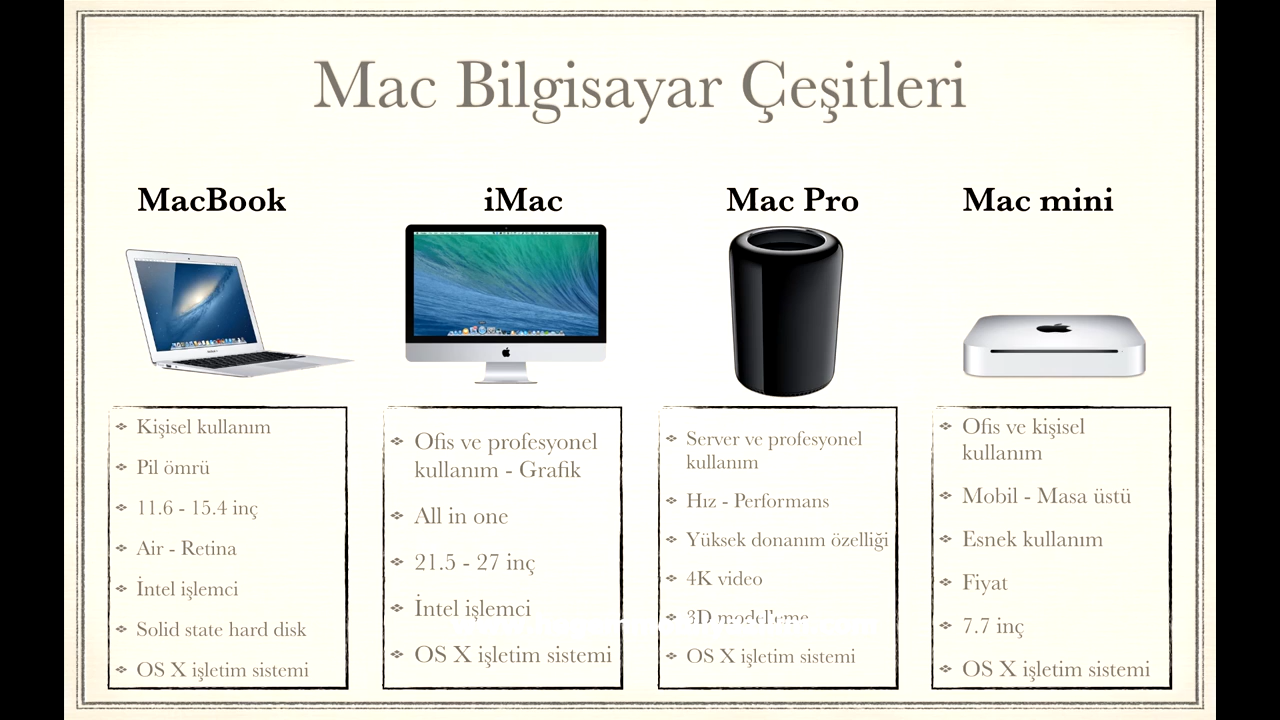 Mac Bilgisayar Çeşitleri
MacBook
Kişisel kullanım
Pil ömrü
11.6 - 15.4 inç
Air - Retina
İntel işlemci
Solid state hard disk
OS X işletim sistemi
iMac
Ofis ve profesyonel
kullanım - Grafik
All in one
21.5 - 27 inç
İntel işlemci
OS X işletim sistemi
Mac Pro
Server ve profesyonel
kullanım
Hız - Performans
Yüksek donanım özelliği
4K video
3D modelleme
OS X işletim sistemi
Mac mini
Ofis ve kişisel
kullanım
Mobil - Masa üstü
Esnek kullanım
Fiyat
7.7 inç
OS X işletim sistemi